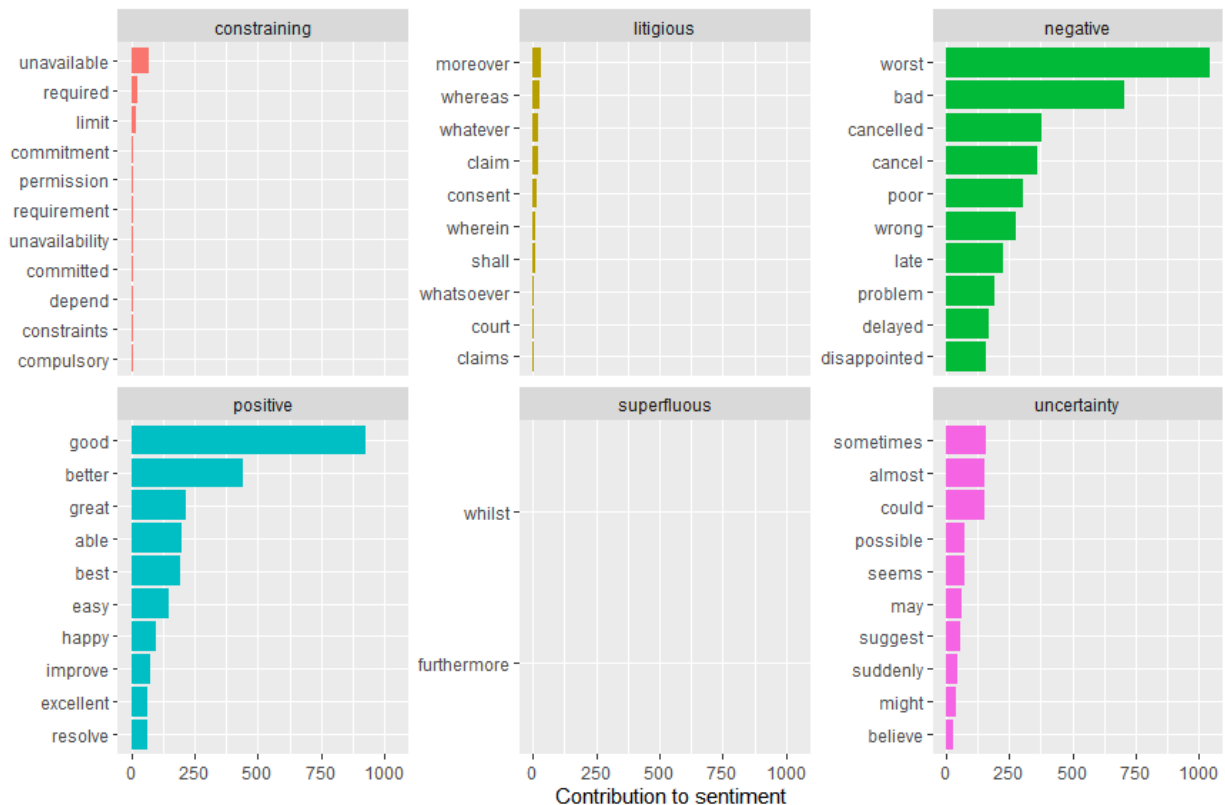 constraining
unavailable
required
limit
commitment
permission
requirement
unavailability
committed
depend
constraints
compulsory
litigious
moreover
whereas
whatever
claim
consent
wherein
shall
whatsoever
court
claims
negative
worst
bad
cancelled
cancel
poor
wrong
late
problem
delayed
disappointed
positive
good
better
great
able
best
easy
happy
improve
excellent
resolve
0 250 500 750 1000
superfluous
whilst
furthermore
0 250 500 750 1000
uncertainty
sometimes
almost
could
possible
seems
may
suggest
suddenly
might
believe
0 250 500 750 1000
Contribution to sentiment